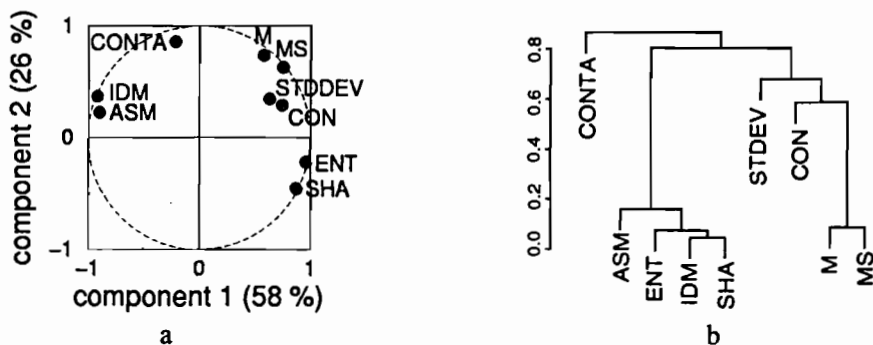 component 2 (26 %)
1
0
−1
CONTA
M
MS
IDM
ASM
STDDEV
CON
ENT
SHA
−1
0
1
component 1 (58 %)
a
0.8
0.6
0.4
0.2
0.0
CONTA
STDEV
CON
ASM
ENT
IDM
SHA
M
MS
b